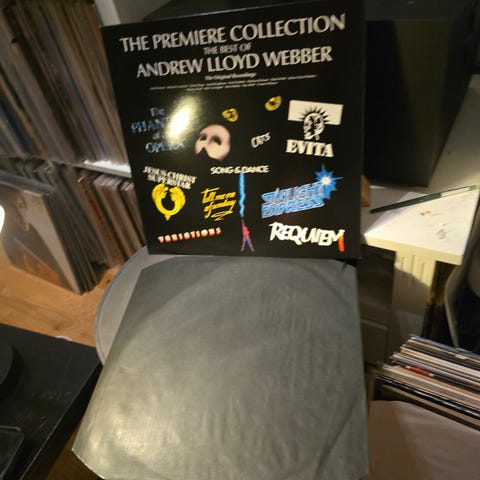 THE PREMIERE COLLECTION
THE BEST OF
ANDREW LLOYD WEBBER
The Original Recordings
The
PHANTOM
of the
OPERA
CATS
EVITA
JESUS CHRIST
SUPERSTAR
SONG & DANCE
Tell me on
a sunday
STARLIGHT
EXPRESS
VARIATIONS
REQUIEM